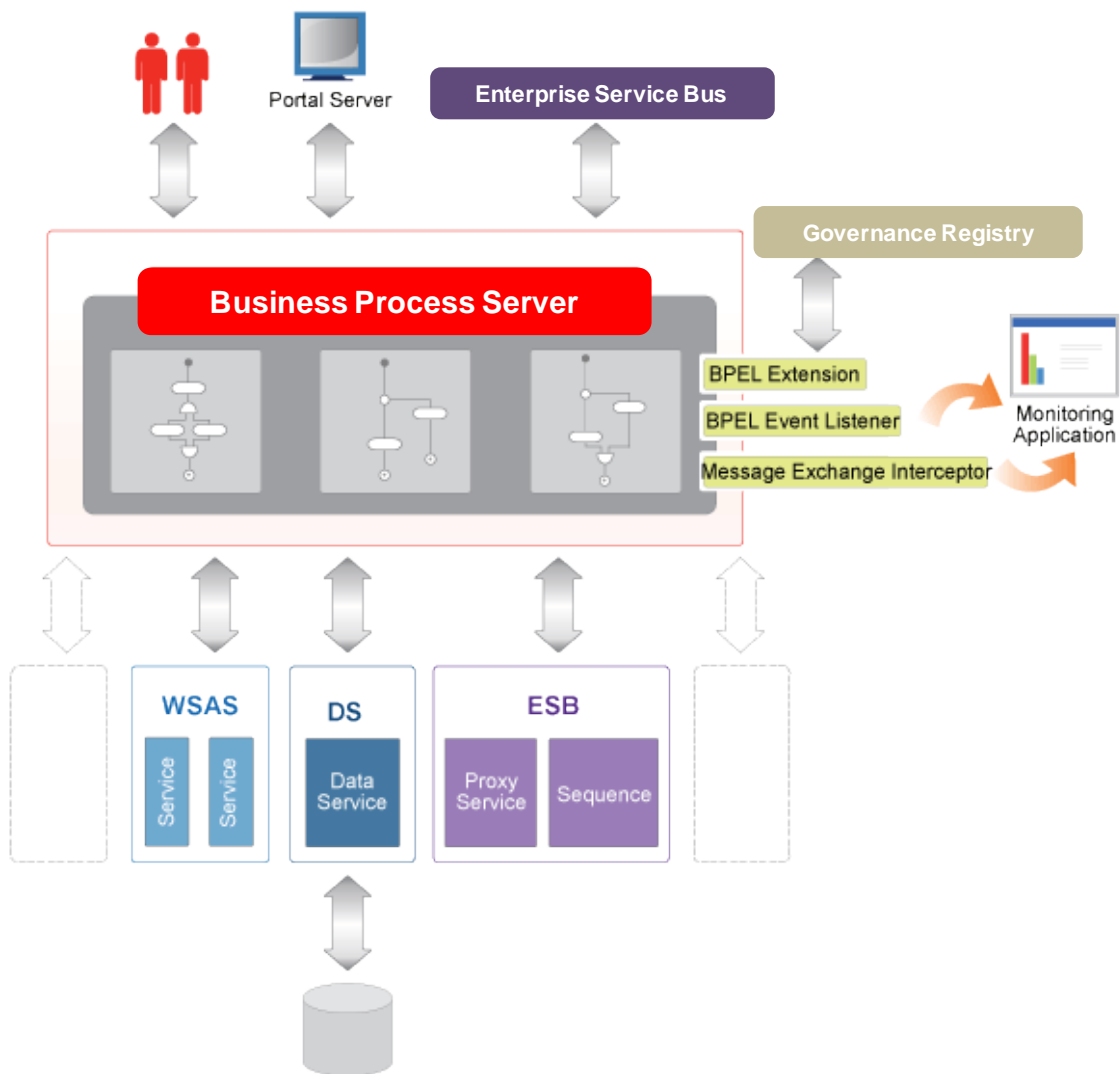 Portal Server
Enterprise Service Bus
Governance Registry
Business Process Server
BPEL Extension
BPEL Event Listener
Message Exchange Interceptor
Monitoring
Application
WSAS
Service
Service
DS
Data
Service
ESB
Proxy
Service
Sequence